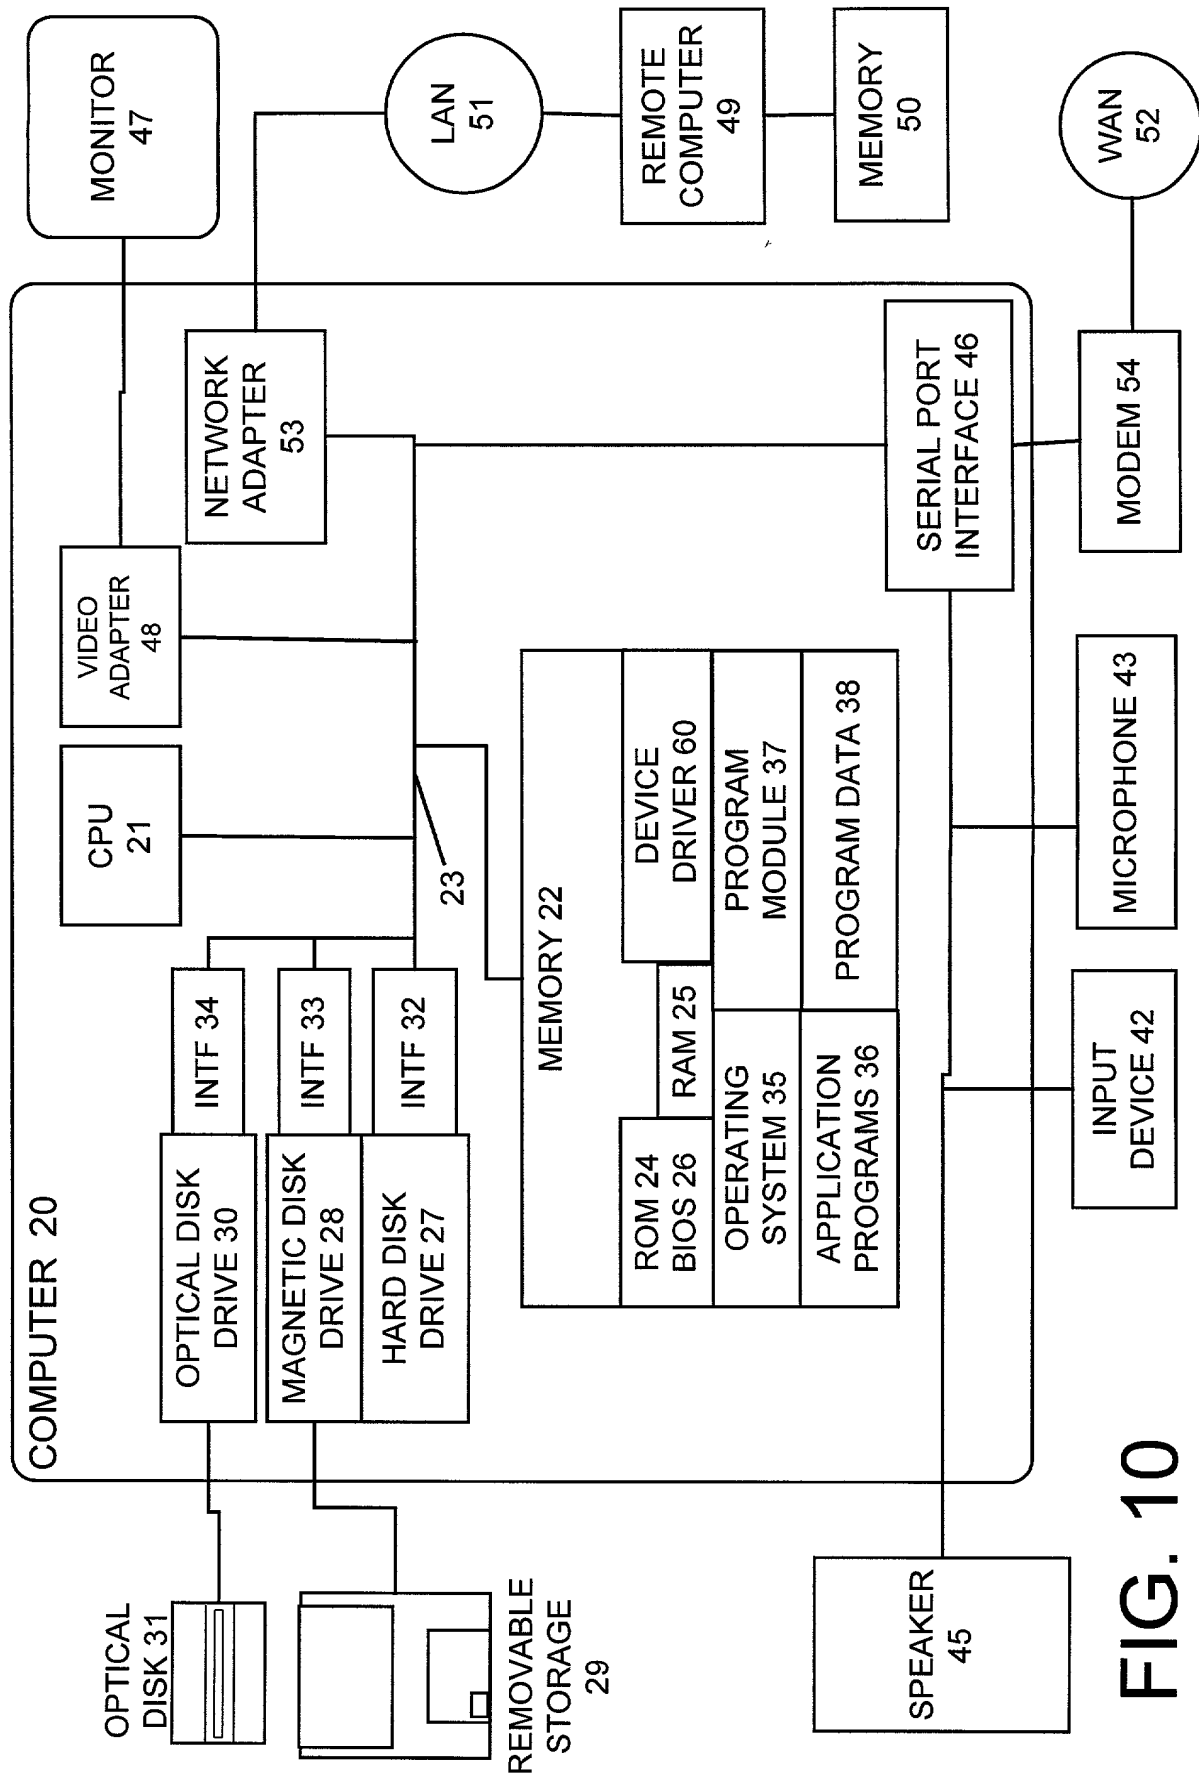 COMPUTER 20
OPTICAL
DISK 31
OPTICAL DISK
DRIVE 30
INTF 34
CPU
21
VIDEO
ADAPTER
48
MONITOR
47
REMOVABLE
STORAGE
29
MAGNETIC DISK
DRIVE 28
INTF 33
HARD DISK
DRIVE 27
INTF 32
23
NETWORK
ADAPTER
53
LAN
51
MEMORY 22
ROM 24
BIOS 26
RAM 25
DEVICE
DRIVER 60
OPERATING
SYSTEM 35
PROGRAM
MODULE 37
APPLICATION
PROGRAMS 36
PROGRAM DATA 38
REMOTE
COMPUTER
49
MEMORY
50
SPEAKER
45
SERIAL PORT
INTERFACE 46
INPUT
DEVICE 42
MICROPHONE 43
MODEM 54
WAN
52
FIG. 10